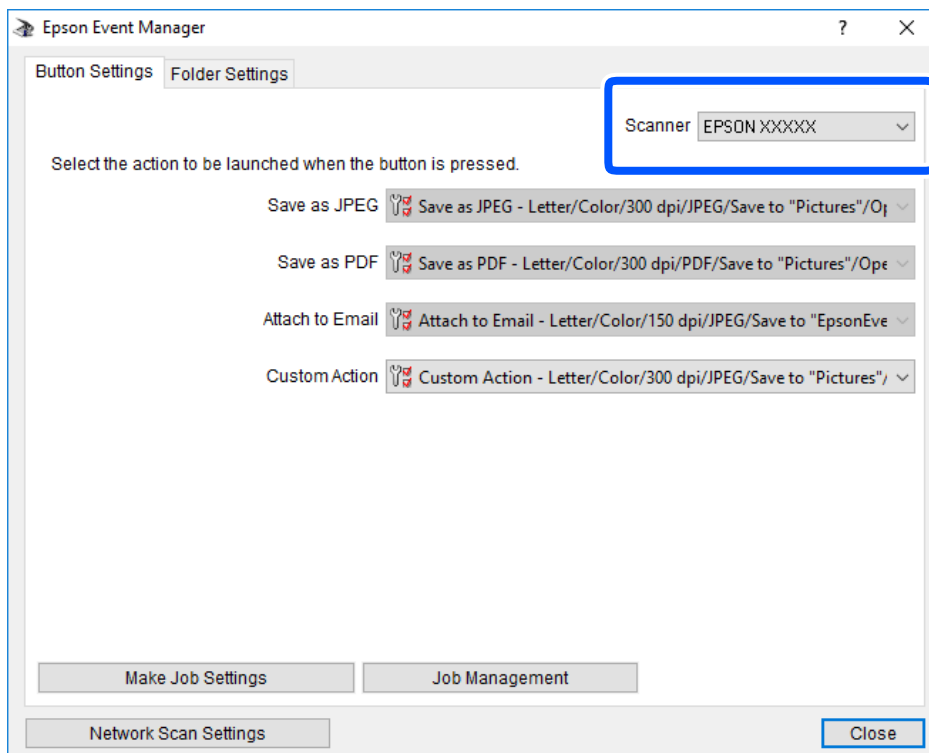 Epson Event Manager
Button Settings Folder Settings
Scanner EPSON XXXXX
Select the action to be launched when the button is pressed.
Save as JPEG Save as JPEG - Letter/Color/300 dpi/JPEG/Save to "Pictures"/Op
Save as PDF Save as PDF - Letter/Color/300 dpi/PDF/Save to "Pictures"/Ope
Attach to Email Attach to Email - Letter/Color/150 dpi/JPEG/Save to "EpsonEve
Custom Action Custom Action - Letter/Color/300 dpi/JPEG/Save to "Pictures"/
Make Job Settings Job Management
Network Scan Settings Close